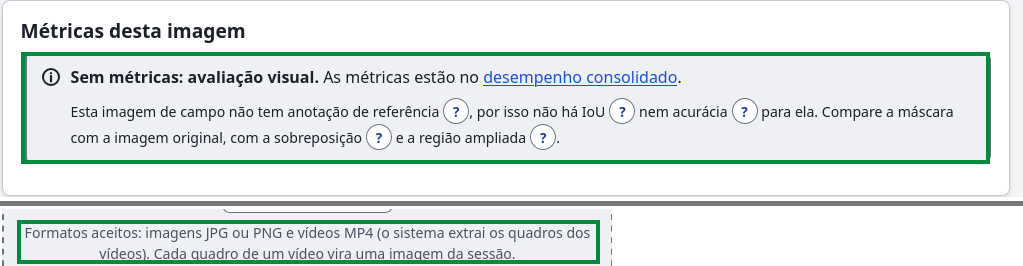 Métricas desta imagem
Sem métricas: avaliação visual. As métricas estão no desempenho consolidado.
Esta imagem de campo não tem anotação de referência ?, por isso não há IoU ? nem acurácia ? para ela. Compare a máscara
com a imagem original, com a sobreposição ? e a região ampliada ?.
Formatos aceitos: imagens JPG ou PNG e vídeos MP4 (o sistema extrai os quadros dos
vídeos). Cada quadro de um vídeo vira uma imagem da sessão.